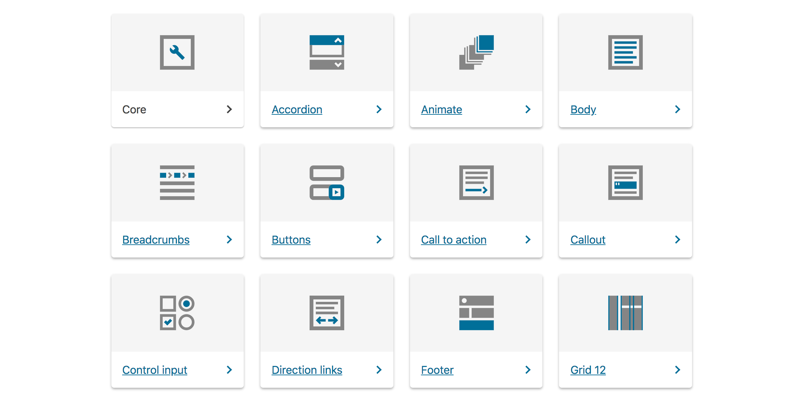 Core
Accordion
Animate
Body
Breadcrumbs
Buttons
Call to action
Callout
Control input
Direction links
Footer
Grid 12